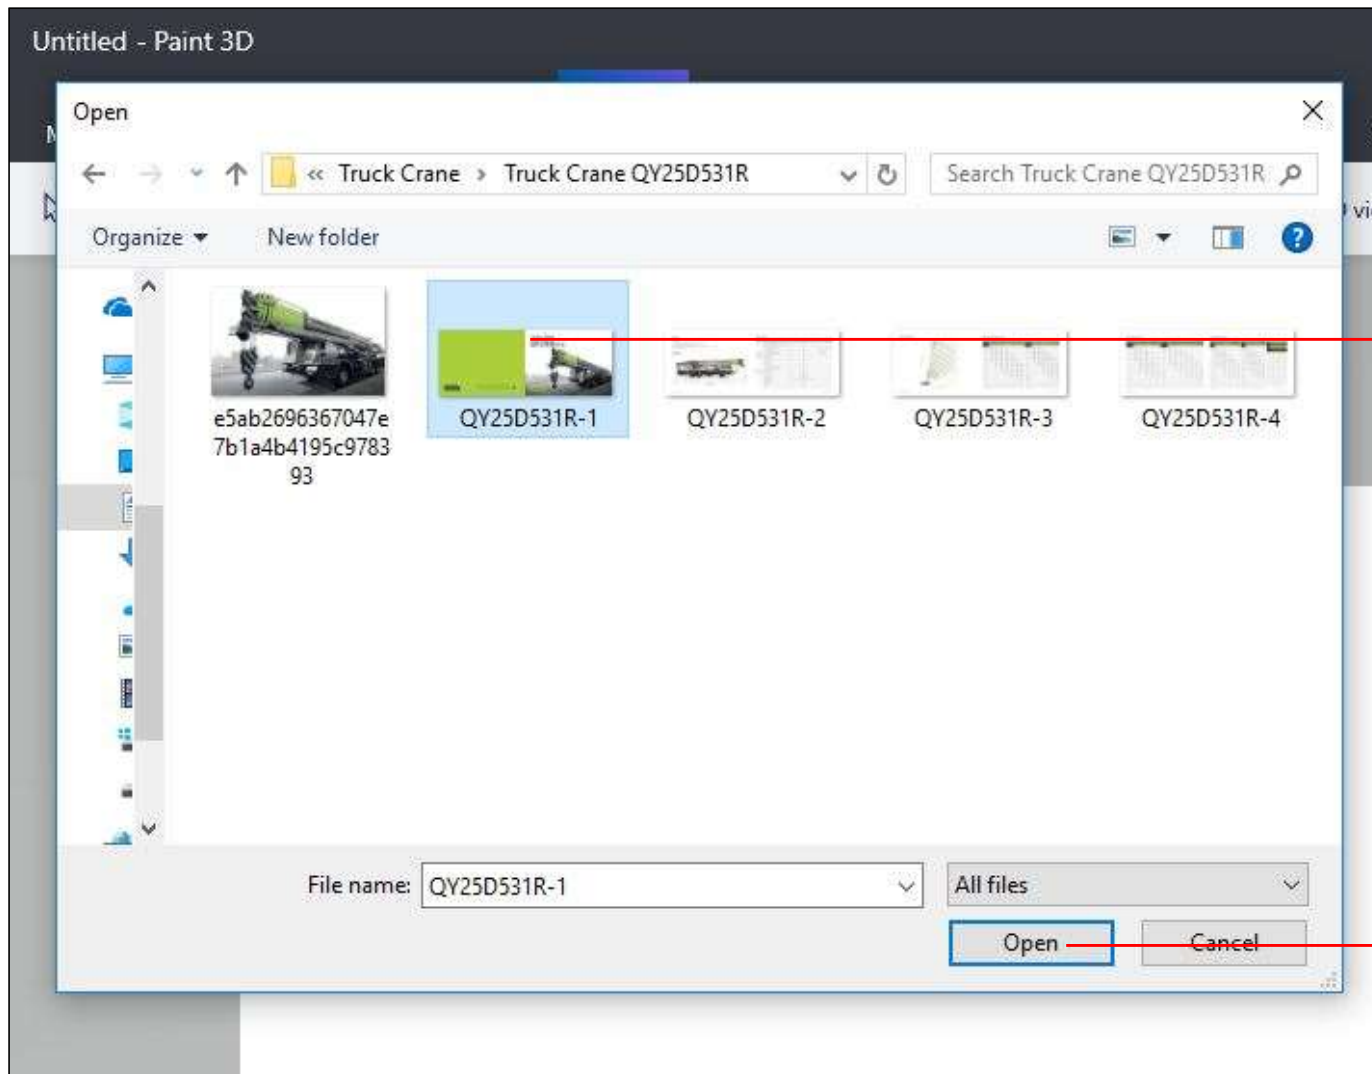 Untitled - Paint 3D
Open
« Truck Crane › Truck Crane QY25D531R
Search Truck Crane QY25D531R
Organize
New folder
e5ab2696367047e
7b1a4b4195c9783
93
QY25D531R-1
QY25D531R-2
QY25D531R-3
QY25D531R-4
File name: QY25D531R-1
All files
Open
Cancel